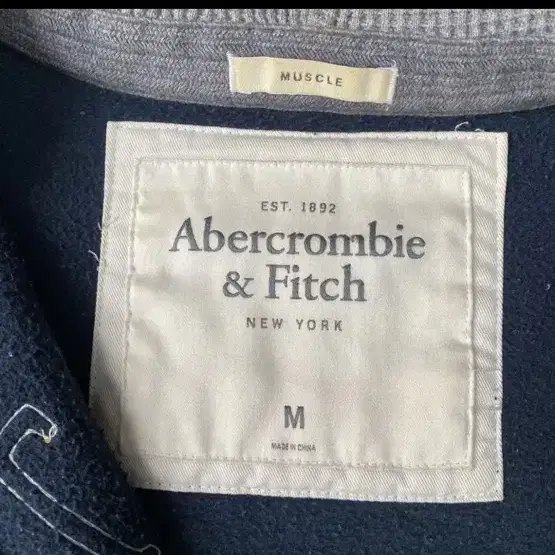 MUSCLE
EST. 1892
Abercrombie
& Fitch
NEW YORK
M
MADE IN CHINA